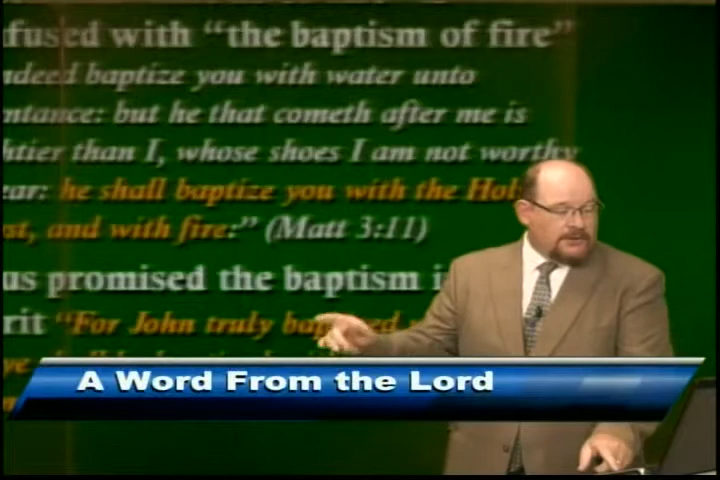 fused with “the baptism of fire”
ndeed baptize you with water unto
ntance: but he that cometh after me is
htier than I, whose shoes I am not worthy
ear: he shall baptize you with the Hol
st, and with fire:” (Matt 3:11)
us promised the baptism i
rit “For John truly
A Word From the Lord